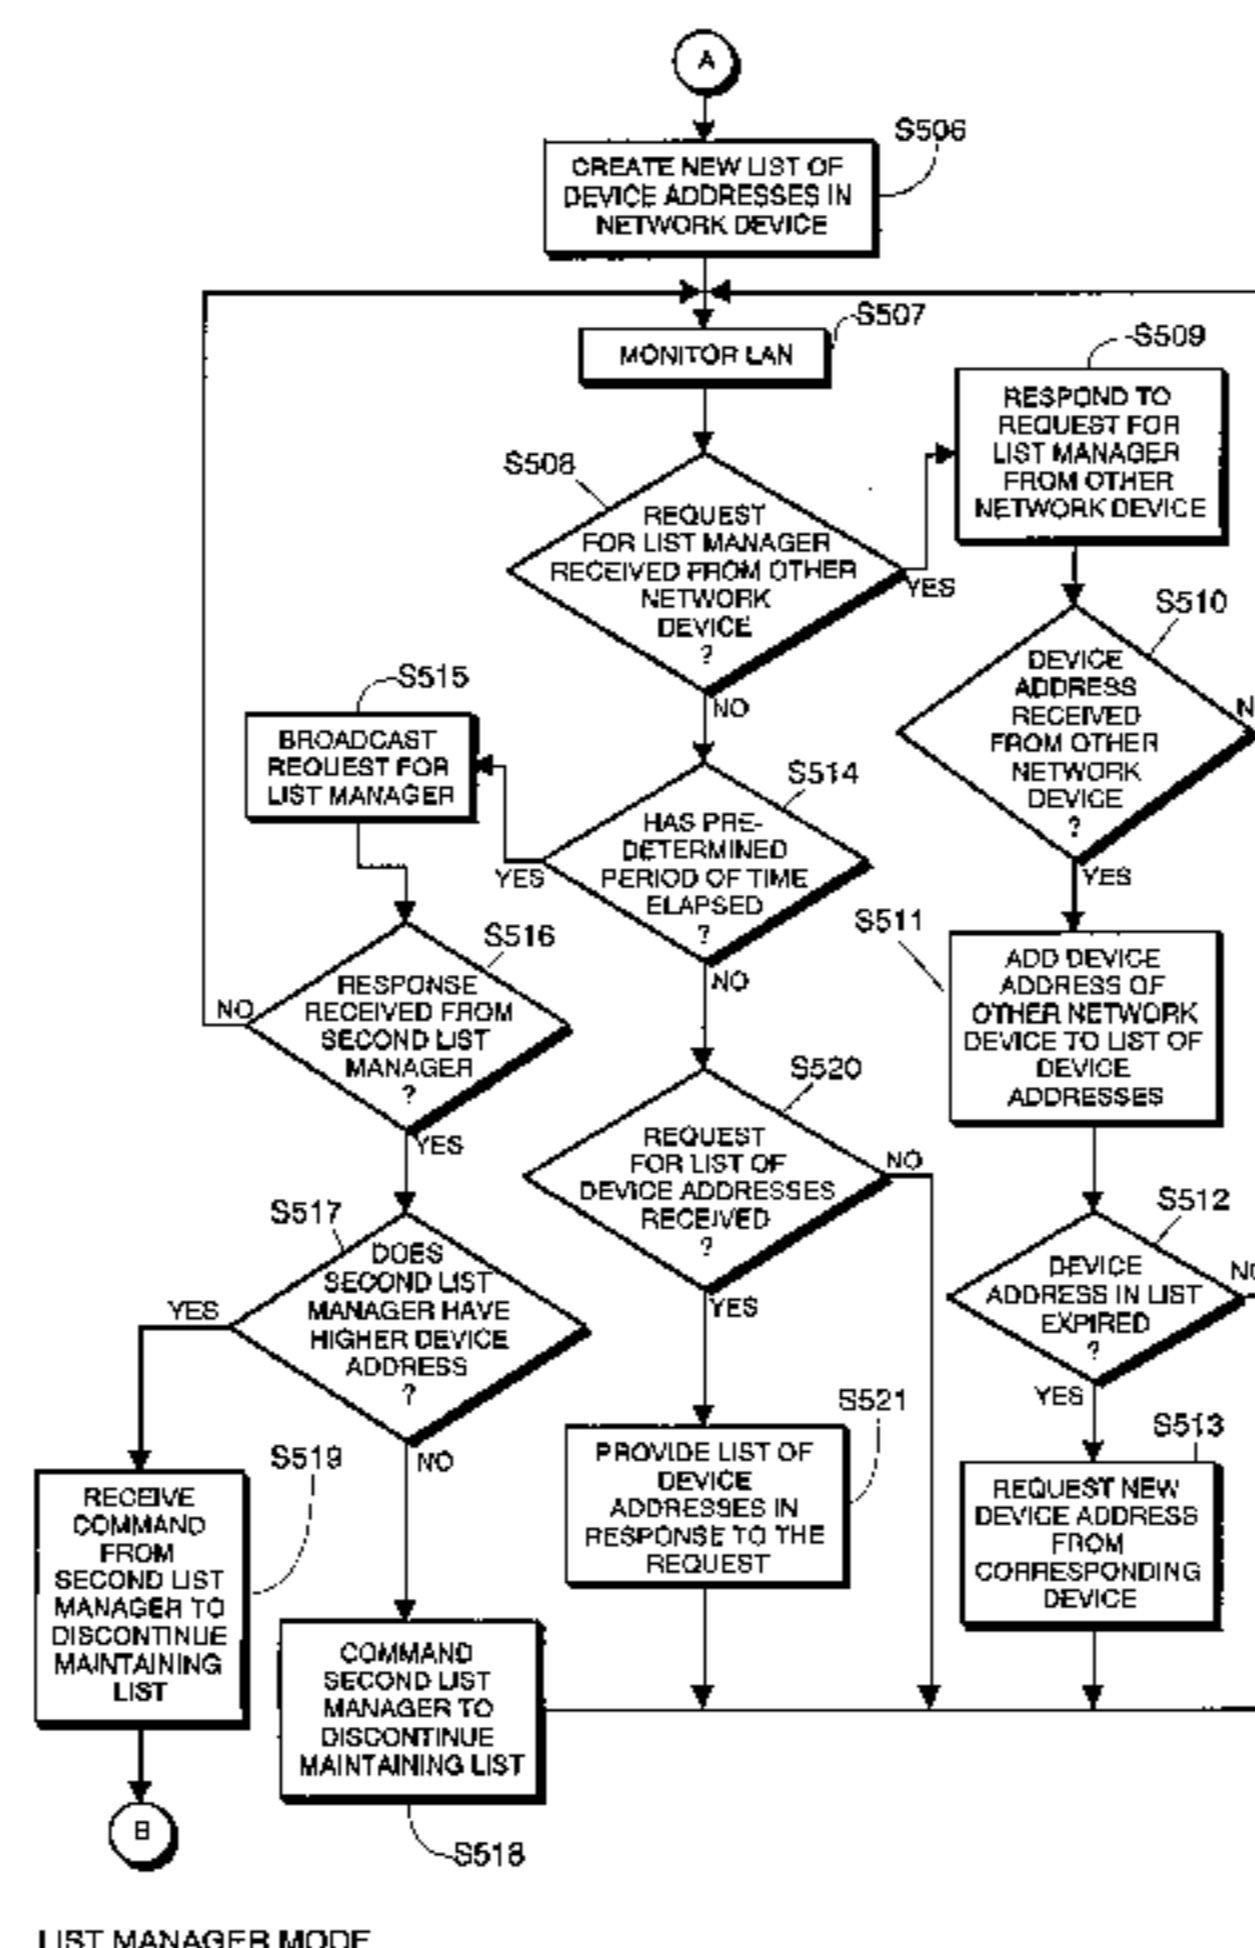 A
S506
CREATE NEW LIST OF
DEVICE ADDRESSES IN
NETWORK DEVICE
S507
MONITOR LAN
S509
RESPOND TO
REQUEST FOR
LIST MANAGER
FROM OTHER
NETWORK DEVICE
S508
REQUEST
FOR LIST MANAGER
RECEIVED FROM OTHER
NETWORK
DEVICE
?
YES
NO
S510
DEVICE
ADDRESS
RECEIVED
FROM OTHER
NETWORK
DEVICE
?
YES
S515
BROADCAST
REQUEST FOR
LIST MANAGER
S514
HAS PRE-
DETERMINED
PERIOD OF TIME
ELAPSED
?
YES
NO
S511
ADD DEVICE
ADDRESS OF
OTHER NETWORK
DEVICE TO LIST OF
DEVICE
ADDRESSES
S516
RESPONSE
RECEIVED FROM
SECOND LIST
MANAGER
?
NO
YES
S520
REQUEST
FOR LIST OF
DEVICE ADDRESSES
RECEIVED
?
NO
YES
S512
DEVICE
ADDRESS IN LIST
EXPIRED
?
YES
S517
DOES
SECOND LIST
MANAGER HAVE
HIGHER DEVICE
ADDRESS
?
YES
NO
S521
PROVIDE LIST OF
DEVICE
ADDRESSES IN
RESPONSE TO THE
REQUEST
S513
REQUEST NEW
DEVICE ADDRESS
FROM
CORRESPONDING
DEVICE
S519
RECEIVE
COMMAND
FROM
SECOND LIST
MANAGER TO
DISCONTINUE
MAINTAINING
LIST
COMMAND
SECOND LIST
MANAGER TO
DISCONTINUE
MAINTAINING LIST
S518
B
LIST MANAGER MODE